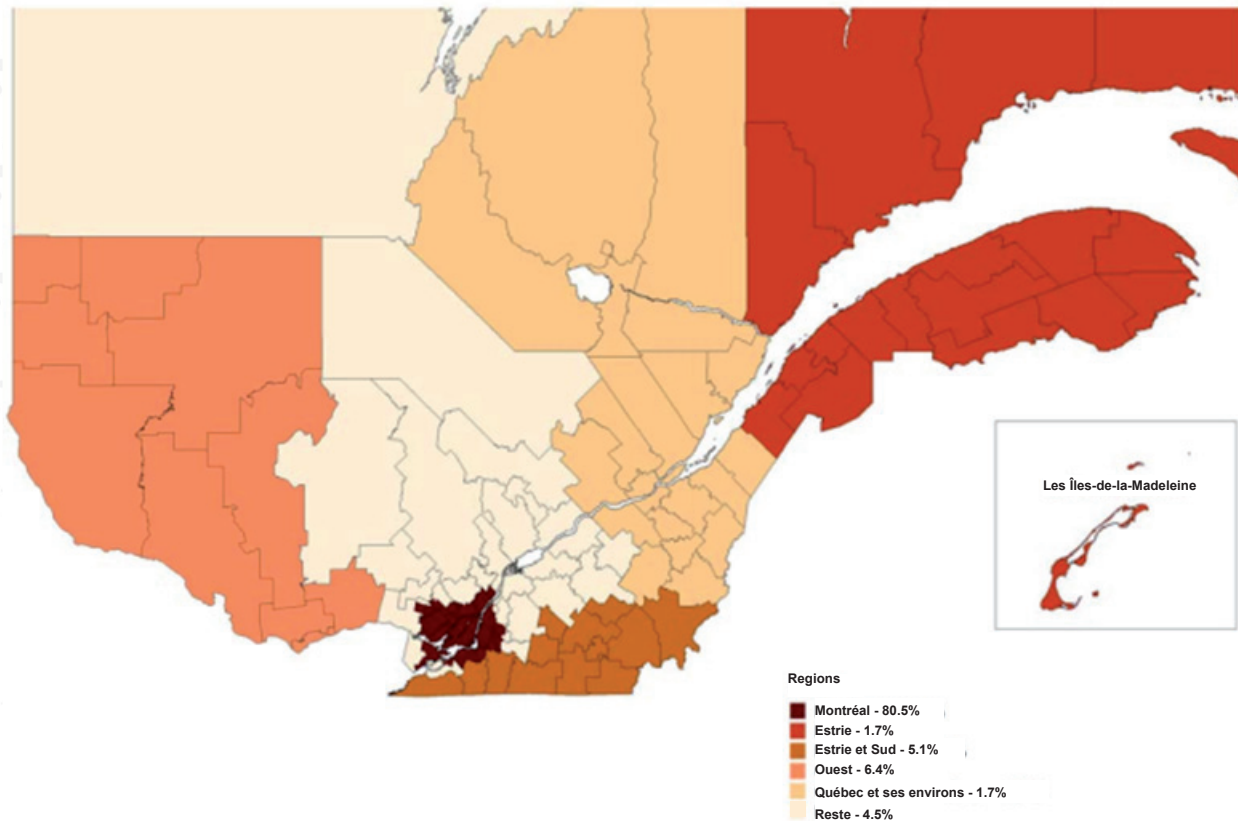 Les Îles-de-la-Madeleine
Regions
Montréal - 80.5%
Estrie - 1.7%
Estrie et Sud - 5.1%
Ouest - 6.4%
Québec et ses environs - 1.7%
Reste - 4.5%